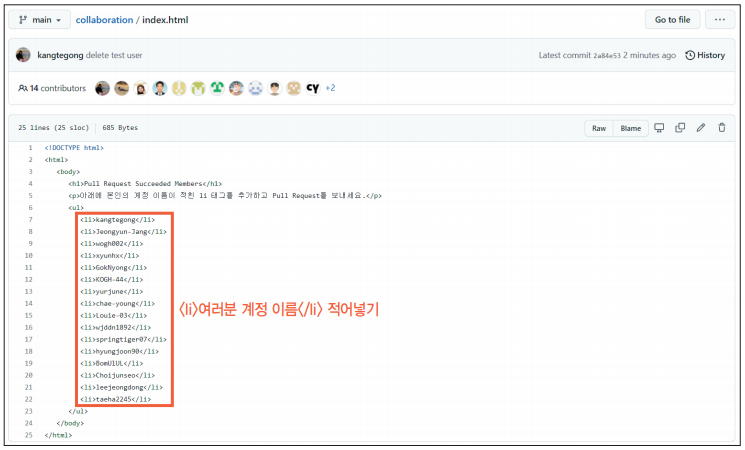 main
collaboration / index.html
Go to file
...
kangtegong delete test user
Latest commit 2a84e53 2 minutes ago
History
14 contributors
CY
+2
25 lines (25 sloc) 685 Bytes
Raw
Blame
1 <!DOCTYPE html>
2 <html>
3 <body>
4 <h1>Pull Request Succeeded Members</h1>
5 <p>아래에 본인의 계정 이름이 적힌 li 태그를 추가하고 Pull Request를 보내세요.</p>
6 <ul>
7 <li>kangtegong</li>
8 <li>Jeongyun-Jang</li>
9 <li>wogh002</li>
10 <li>xyunhx</li>
11 <li>GokNyong</li>
12 <li>KOGH-44</li>
13 <li>yurjune</li>
14 <li>chae-young</li>
15 <li>Louie-03</li>
16 <li>wjddn1892</li>
17 <li>springtiger07</li>
18 <li>hyungjoon90</li>
19 <li>BomUlUL</li>
20 <li>Choijunseo</li>
21 <li>leejeongdong</li>
22 <li>taeha2245</li>
23 </ul>
24 </body>
25 </html>
<li>여러분 계정 이름</li> 적어넣기